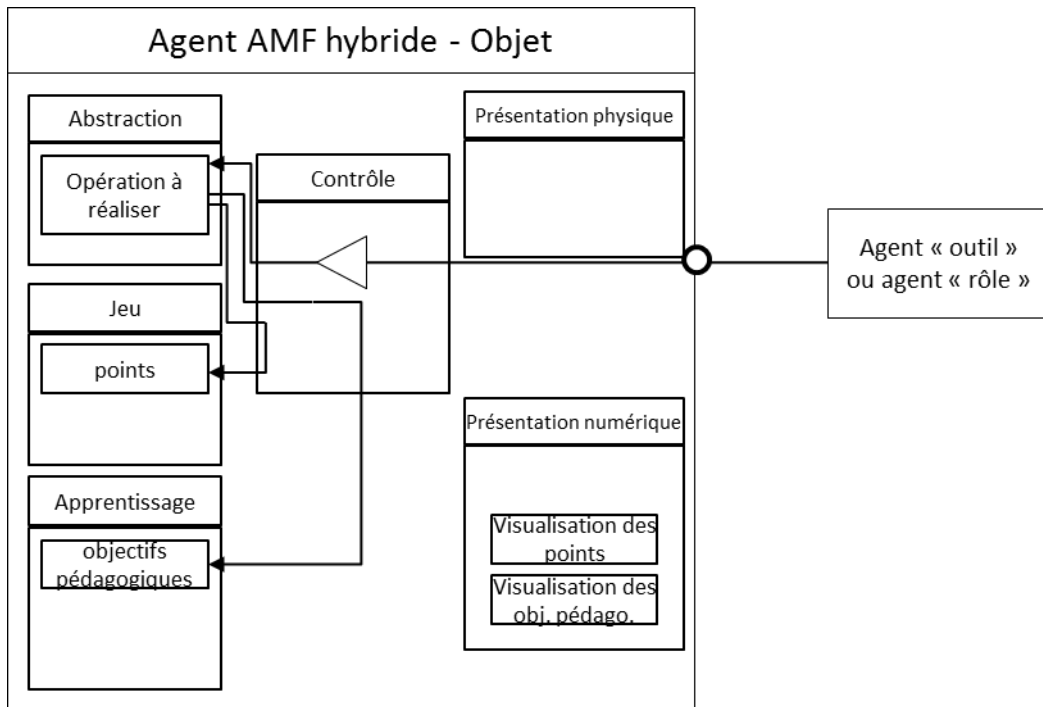 Agent AMF hybride - Objet
Abstraction
Opération à
réaliser
Jeu
points
Apprentissage
objectifs
pédagogiques
Contrôle
Présentation physique
Présentation numérique
Visualisation des
points
Visualisation des
obj. pédago.
Agent « outil »
ou agent « rôle »